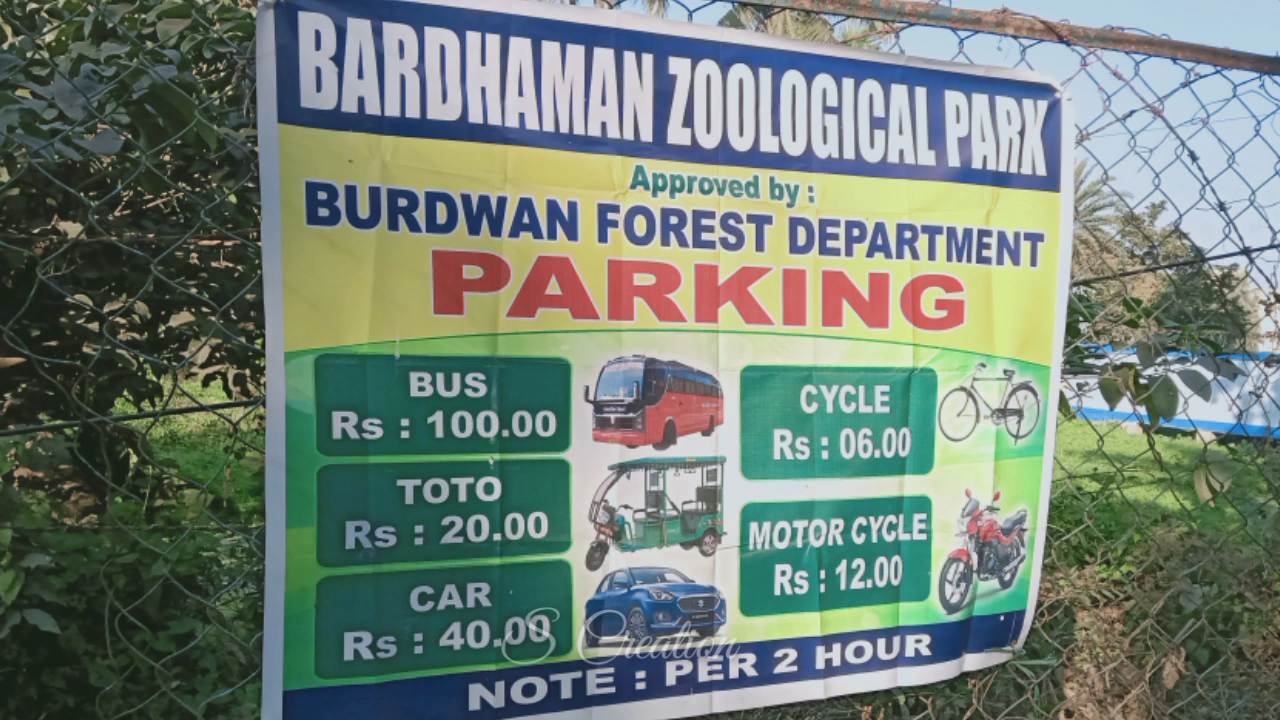 BARDHAMAN ZOOLOGICAL PARK
Approved by :
BURDWAN FOREST DEPARTMENT
PARKING
BUS
Rs : 100.00
TOTO
Rs : 20.00
CAR
Rs : 40.00
CYCLE
Rs : 06.00
MOTOR CYCLE
Rs : 12.00
NOTE : PER 2 HOUR
S Creation